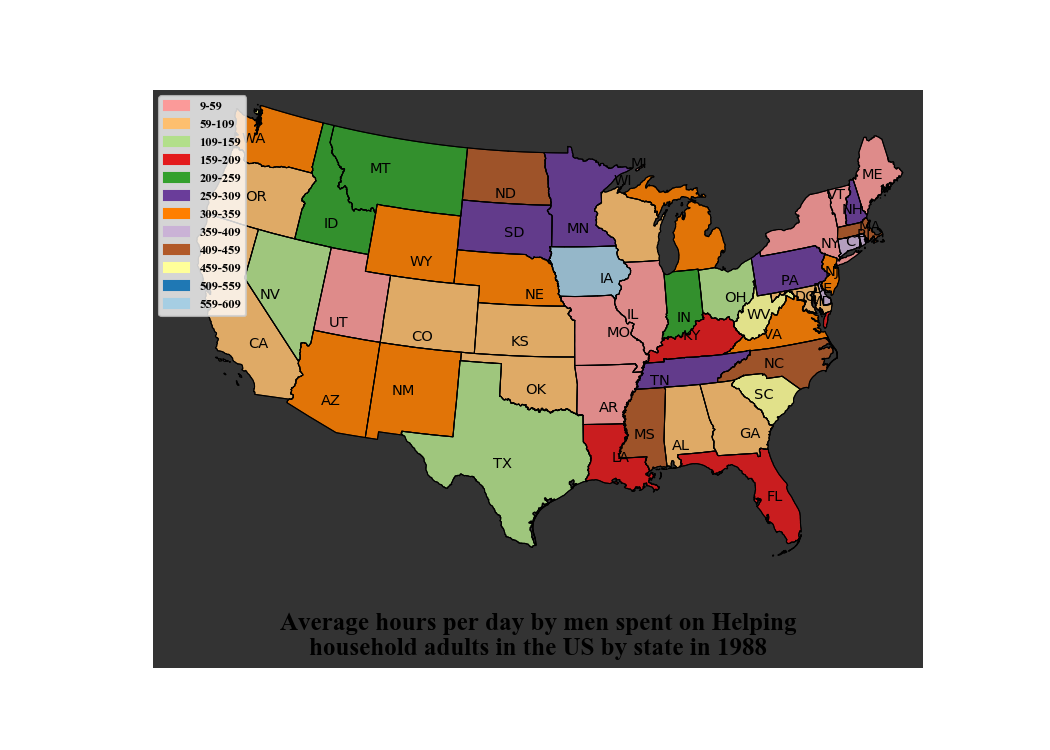 9-59
59-109
109-159
159-209
209-259
259-309
309-359
359-409
409-459
459-509
509-559
559-609
WA
OR
CA
NV
ID
MT
WY
UT
AZ
NM
CO
ND
SD
NE
KS
OK
TX
MN
IA
MO
AR
LA
WI
MI
IL
IN
OH
KY
TN
MS
AL
GA
FL
SC
NC
VA
WV
PA
NY
VT
NH
ME
MA
NJ
DC
Average hours per day by men spent on Helping
household adults in the US by state in 1988